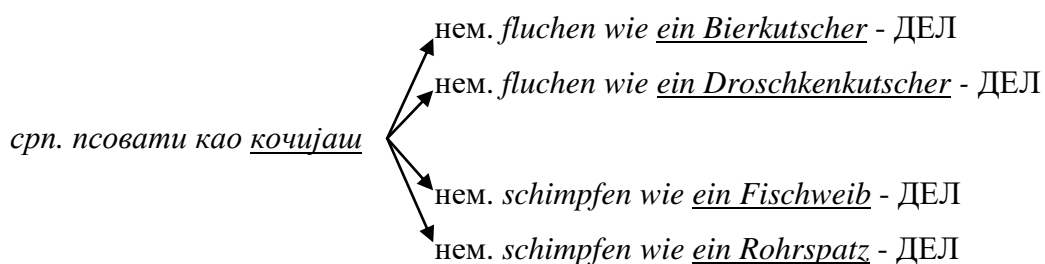 нем. fluchen wie ein Bierkutscher - ДЕЛ
нем. fluchen wie ein Droschkenkutscher - ДЕЛ
срп. псовати као кочијаш
нем. schimpfen wie ein Fischweib - ДЕЛ
нем. schimpfen wie ein Rohrspatz - ДЕЛ